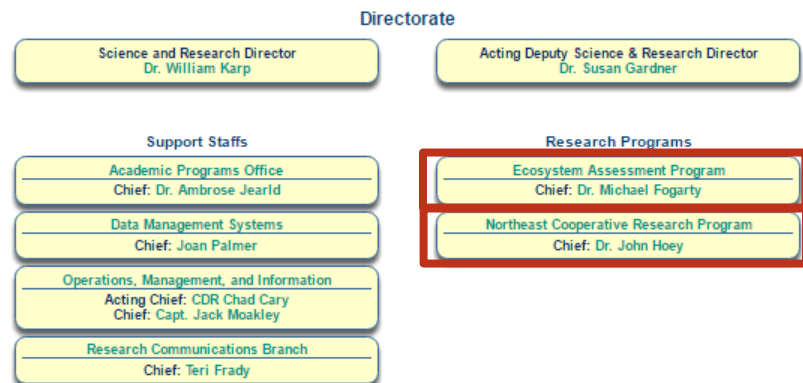 Directorate
Science and Research Director
Dr. William Karp
Acting Deputy Science & Research Director
Dr. Susan Gardner
Support Staffs
Academic Programs Office
Chief: Dr. Ambrose Jearld
Data Management Systems
Chief: Joan Palmer
Operations, Management, and Information
Acting Chief: CDR Chad Cary
Chief: Capt. Jack Moakley
Research Communications Branch
Chief: Teri Frady
Research Programs
Ecosystem Assessment Program
Chief: Dr. Michael Fogarty
Northeast Cooperative Research Program
Chief: Dr. John Hoey